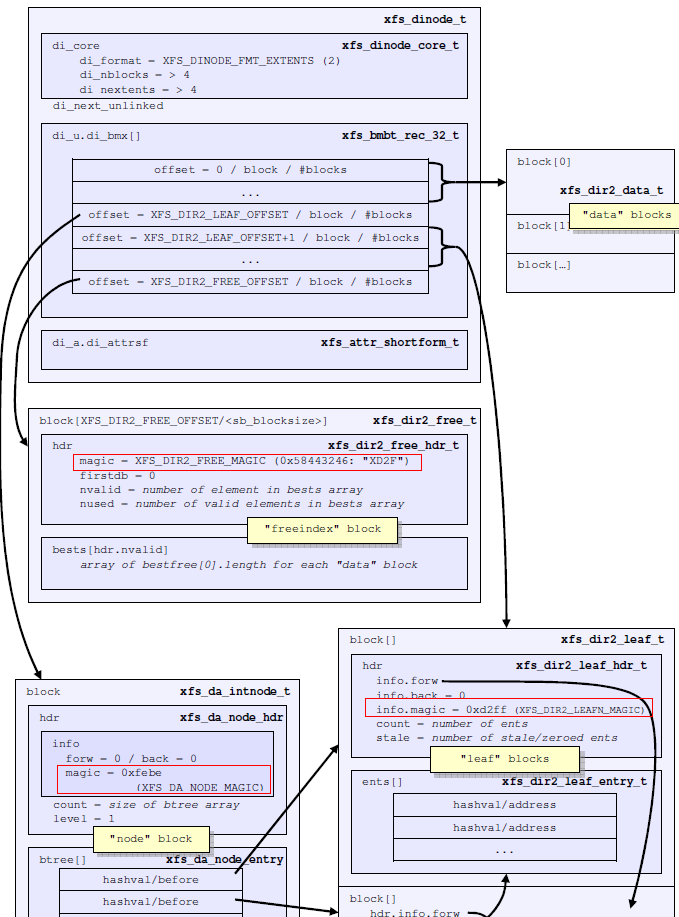 xfs_dinode_t
di_core xfs_dinode_core_t
di_format = XFS_DINODE_FMT_EXTENTS (2)
di_nblocks = > 4
di_nextents = > 4
di_next_unlinked
di_u.di_bmx[] xfs_bmbt_rec_32_t
offset = 0 / block / #blocks
...
offset = XFS_DIR2_LEAF_OFFSET / block / #blocks
offset = XFS_DIR2_LEAF_OFFSET+1 / block / #blocks
...
offset = XFS_DIR2_FREE_OFFSET / block / #blocks
di_a.di_attrsf xfs_attr_shortform_t
block[0]
xfs_dir2_data_t
"data" blocks
block[1]
block[…]
block[XFS_DIR2_FREE_OFFSET/<sb_blocksize>] xfs_dir2_free_t
hdr xfs_dir2_free_hdr_t
magic = XFS_DIR2_FREE_MAGIC (0x58443246: "XD2F")
firstdb = 0
nvalid = number of element in bests array
nused = number of valid elements in bests array
"freeindex" block
bests[hdr.nvalid]
array of bestfree[0].length for each "data" block
block xfs_da_intnode_t
hdr xfs_da_node_hdr
info
forw = 0 / back = 0
magic = 0xfebe
(XFS_DA_NODE_MAGIC)
count = size of btree array
level = 1
"node" block
btree[] xfs_da_node_entry
hashval/before
hashval/before
block[] xfs_dir2_leaf_t
hdr xfs_dir2_leaf_hdr_t
info.forw
info.back = 0
info.magic = 0xd2ff (XFS_DIR2_LEAFN_MAGIC)
count = number of ents
stale = number of stale/zeroed ents
"leaf" blocks
ents[] xfs_dir2_leaf_entry_t
hashval/address
hashval/address
...
block[]
hdr.info.forw